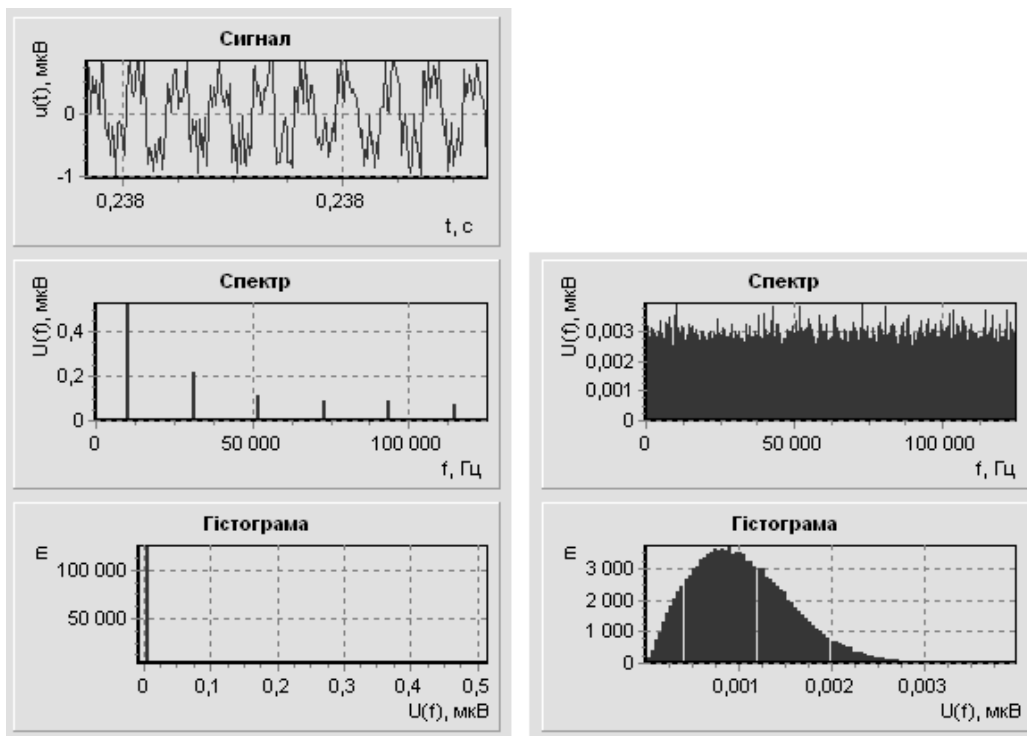 Сигнал
u(t), мкВ
0
-1
0,238 0,238
t, с
Спектр
U(f), мкВ
0,4
0,2
0
0 50 000 100 000
f, Гц
Гістограма
m
100 000
50 000
0 0,1 0,2 0,3 0,4 0,5
U(f), мкВ
Спектр
U(f), мкВ
0,003
0,002
0,001
0
0 50 000 100 000
f, Гц
Гістограма
m
3 000
2 000
1 000
0
0,001 0,002 0,003
U(f), мкВ